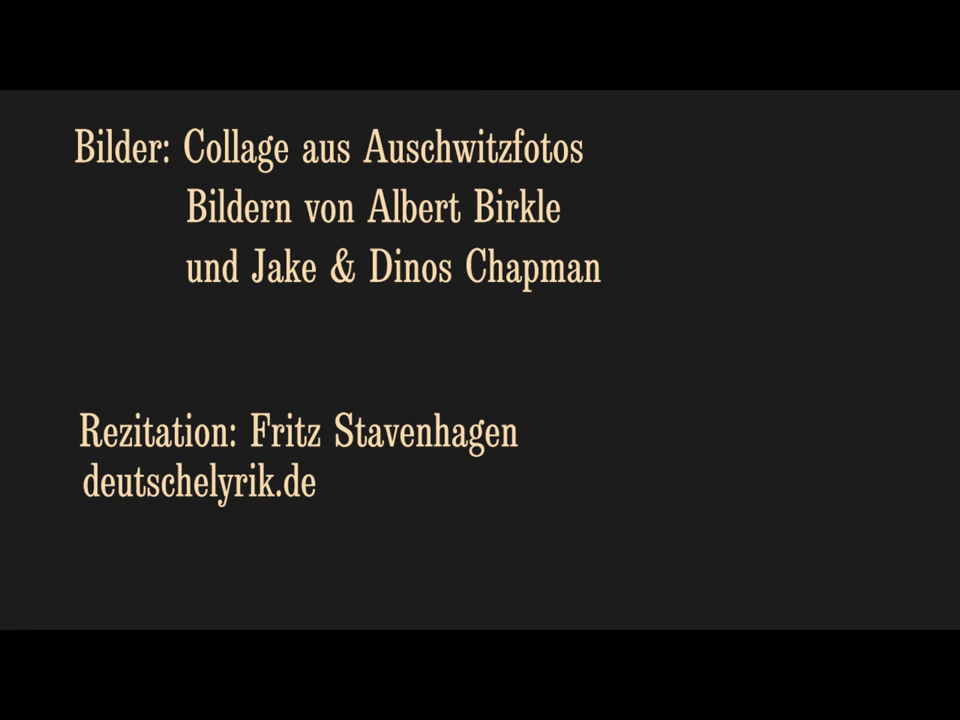 Bilder: Collage aus Auschwitzfotos
Bildern von Albert Birkle
und Jake & Dinos Chapman
Rezitation: Fritz Stavenhagen
deutschelyrik.de